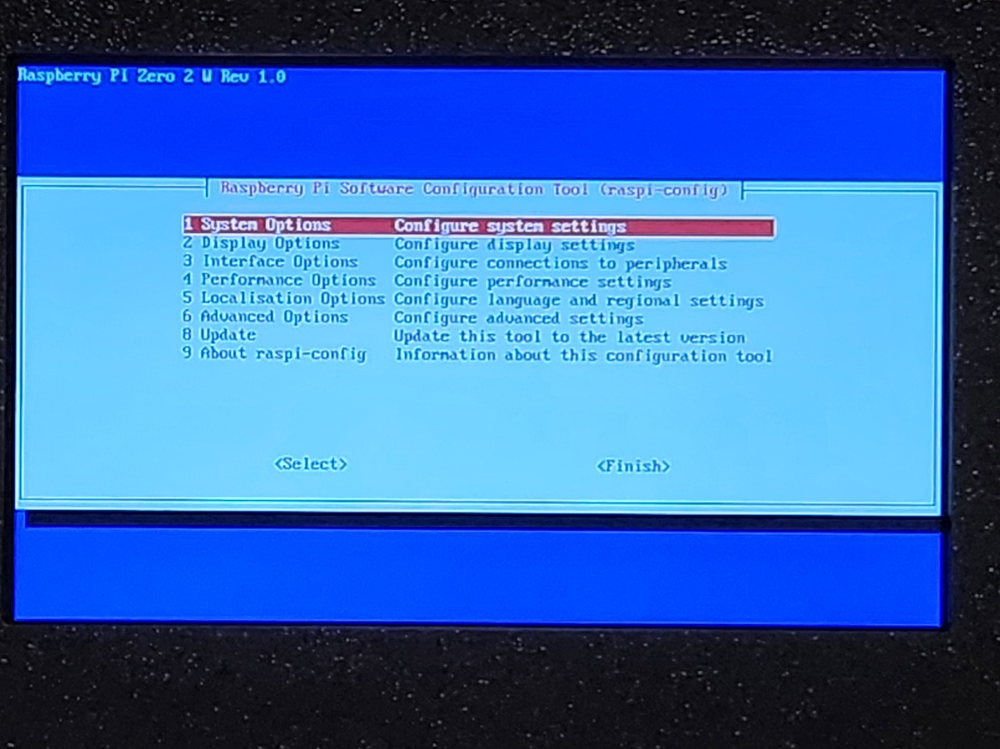 Raspberry PI Zero 2 W Rev 1.0
Raspberry Pi Software Configuration Tool (raspi-config)
1 System Options Configure system settings
2 Display Options Configure display settings
3 Interface Options Configure connections to peripherals
4 Performance Options Configure performance settings
5 Localisation Options Configure language and regional settings
6 Advanced Options Configure advanced settings
8 Update Update this tool to the latest version
9 About raspi-config Information about this configuration tool
<Select> <Finish>